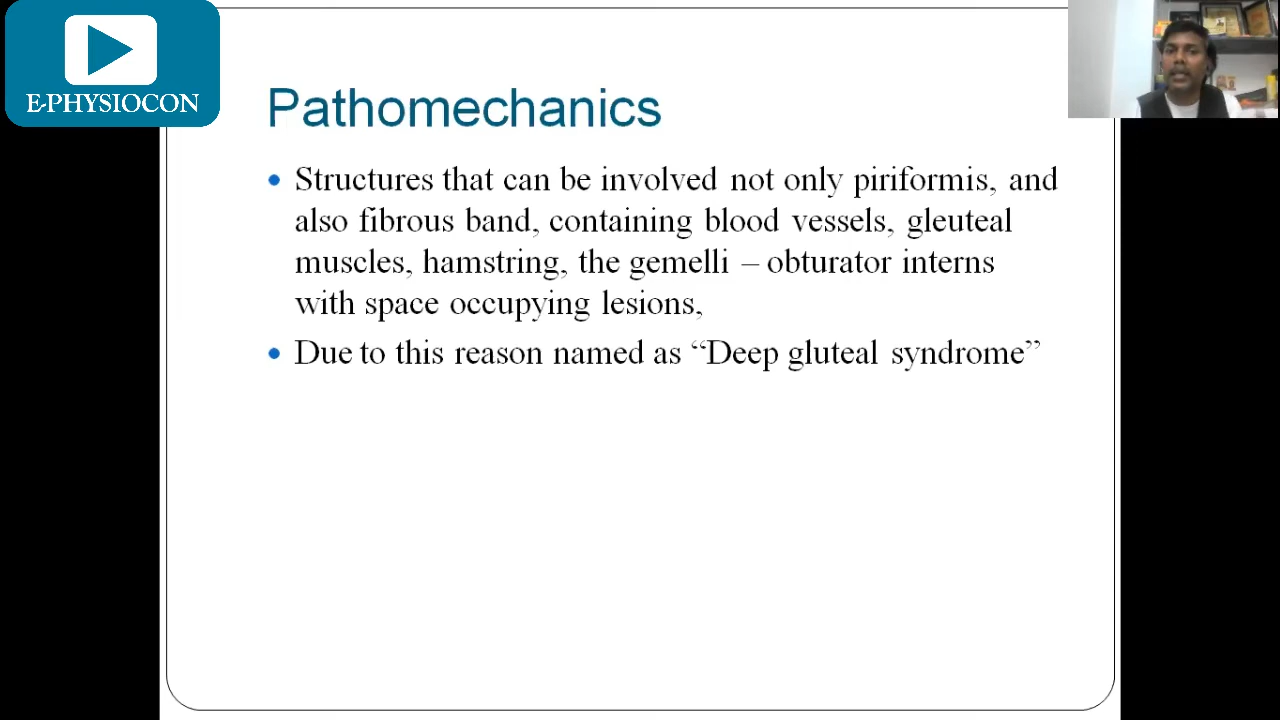 E-PHYSIOCON
Pathomechanics
Structures that can be involved not only piriformis, and
also fibrous band, containing blood vessels, gleuteal
muscles, hamstring, the gemelli – obturator interns
with space occupying lesions,
Due to this reason named as “Deep gluteal syndrome”